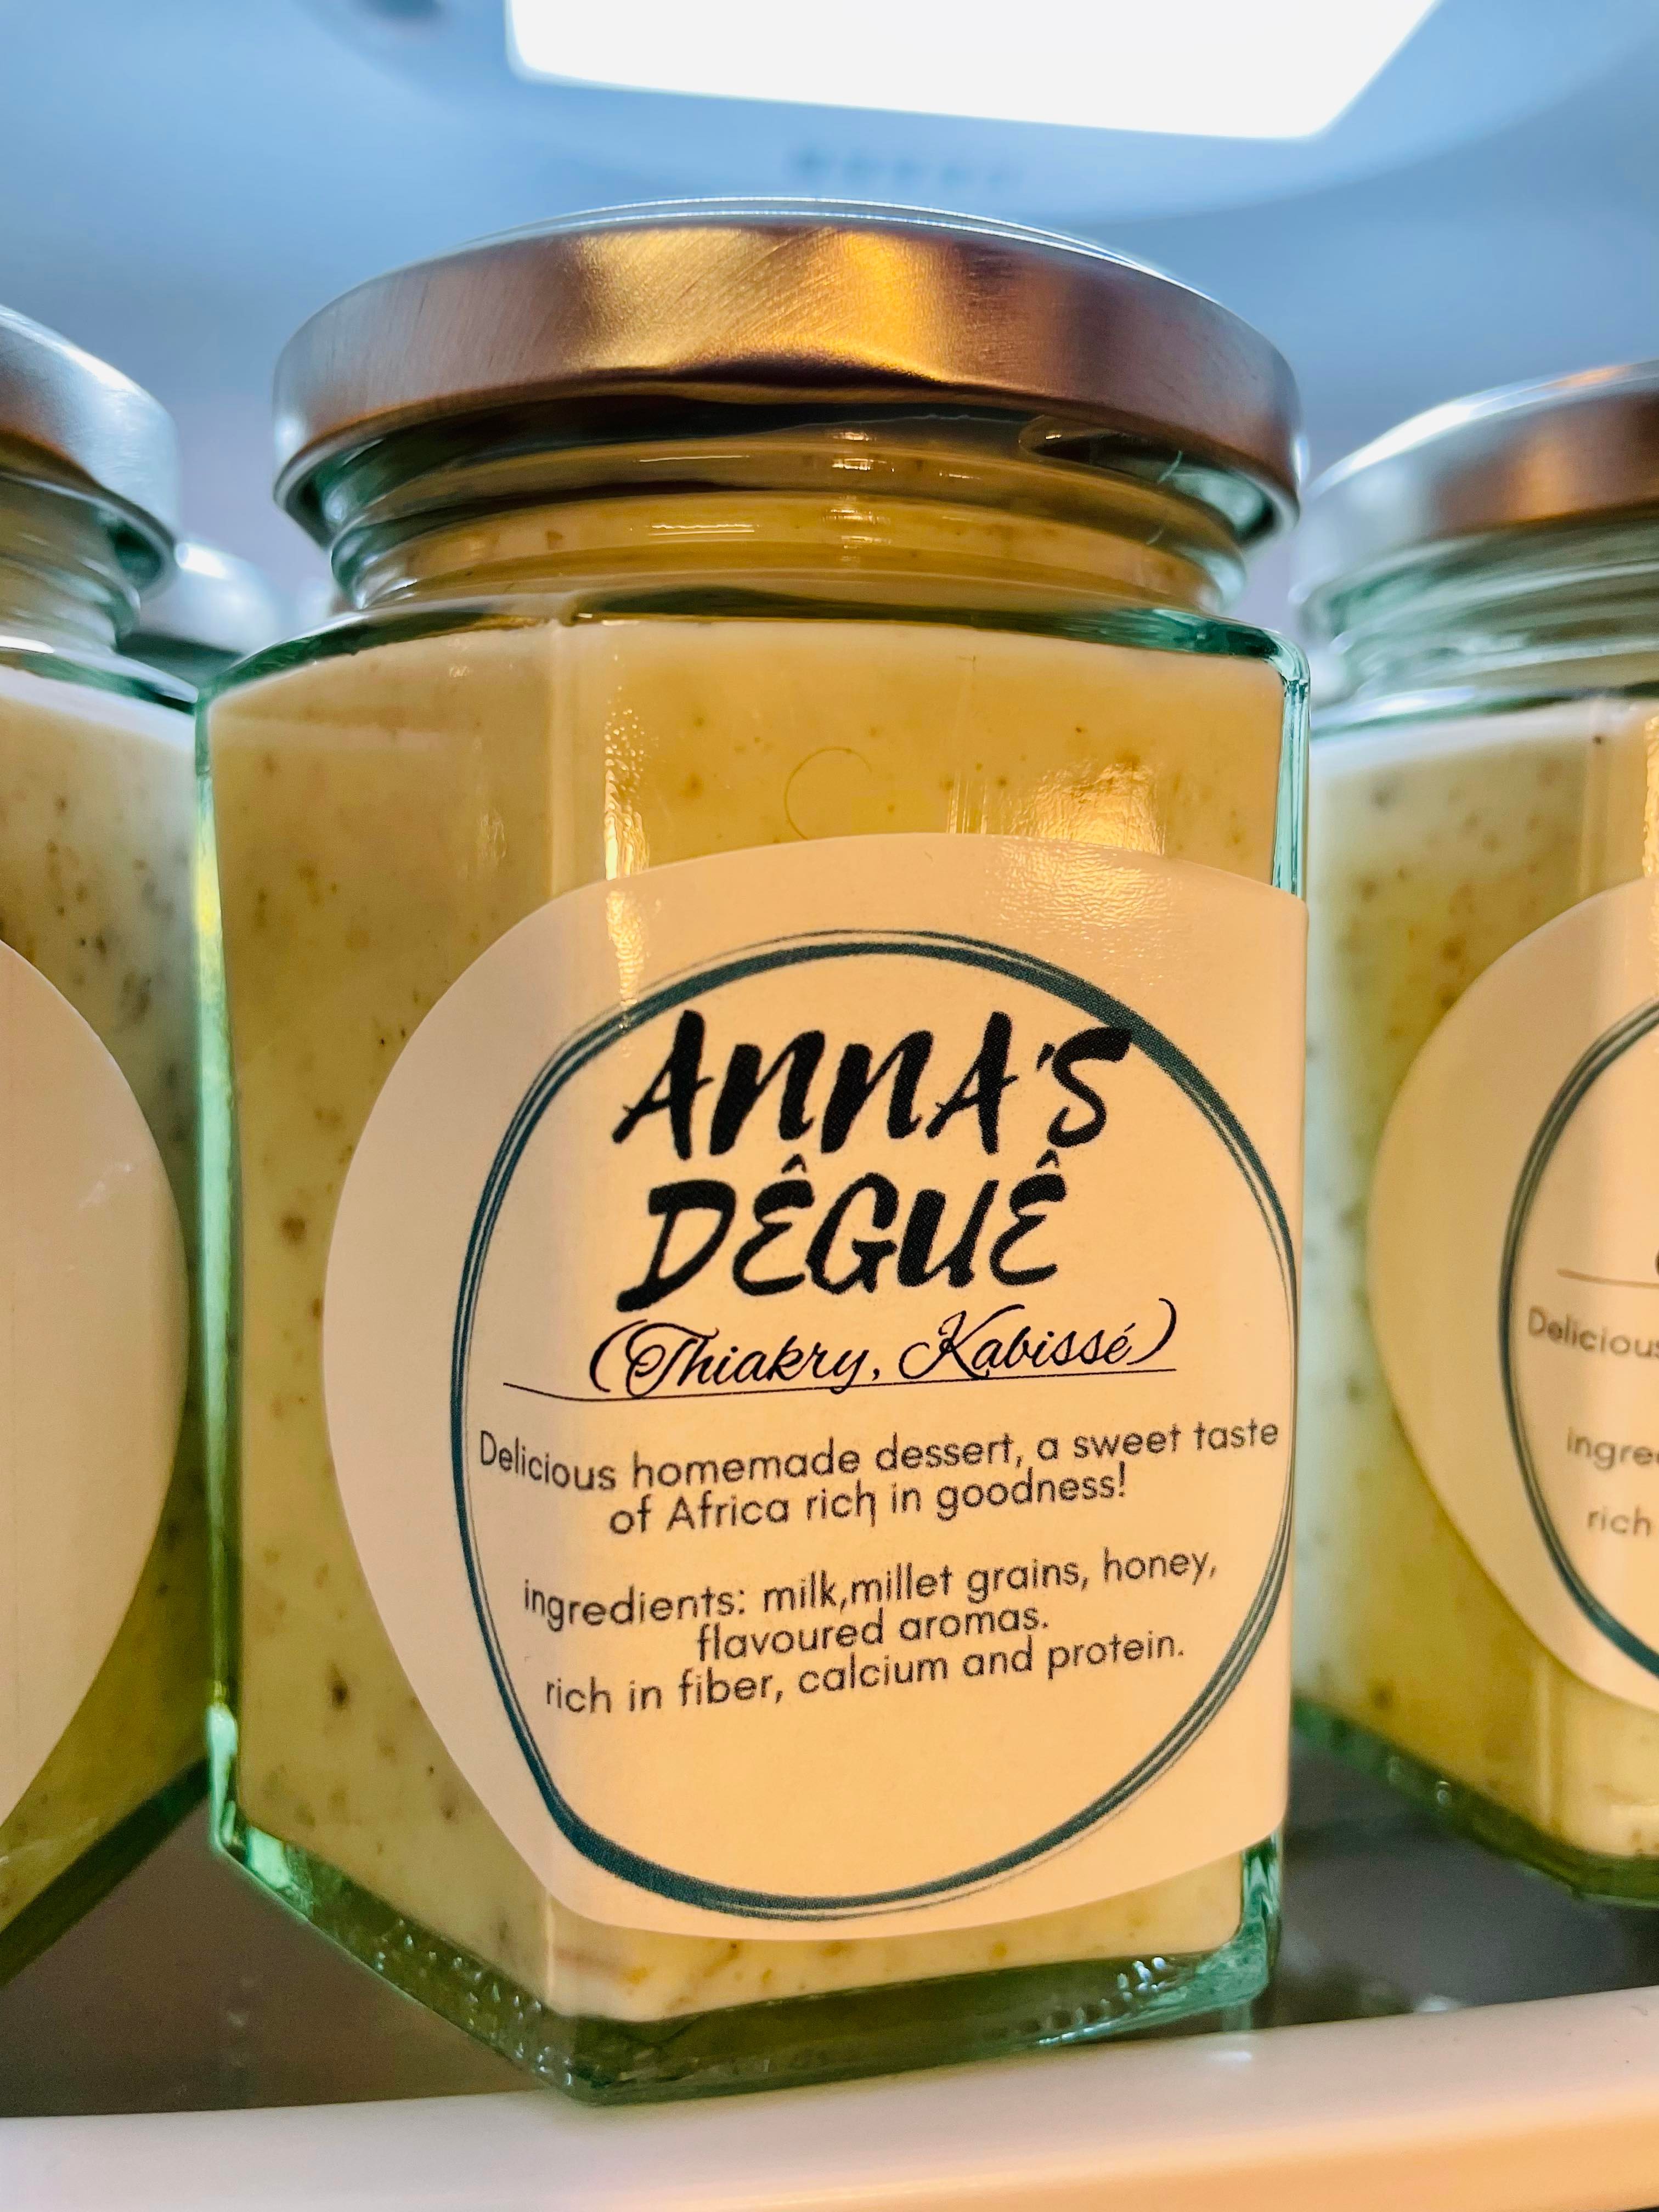 ANNA'S
DÊGUÊ
(Thiakry, Kabissé)
Delicious homemade dessert, a sweet taste
of Africa rich in goodness!
ingredients: milk,millet grains, honey,
flavoured aromas.
rich in fiber, calcium and protein.
Delicious
rich